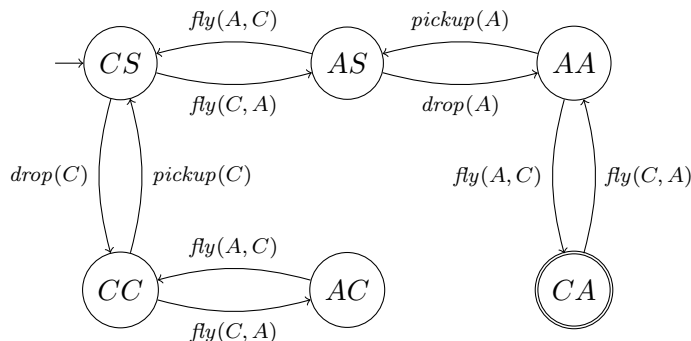 fly(A, C)
pickup(A)
CS
AS
AA
fly(C, A)
drop(A)
drop(C)
pickup(C)
fly(A, C)
fly(C, A)
fly(A, C)
CC
AC
CA
fly(C, A)